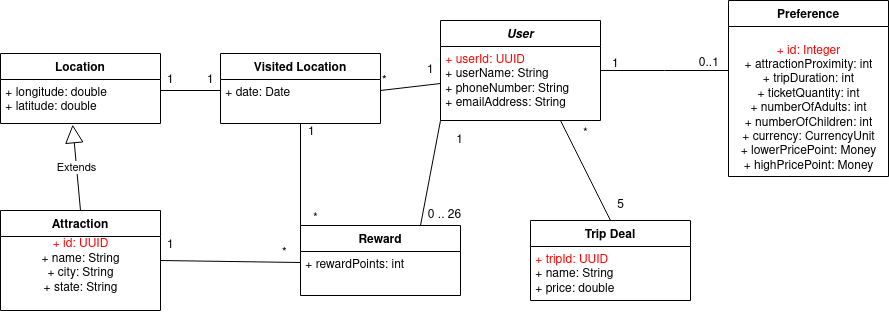 Preference
+ id: Integer
+ attractionProximity: int
+ tripDuration: int
+ ticketQuantity: int
+ numberOfAdults: int
+ numberOfChildren: int
+ currency: CurrencyUnit
+ lowerPricePoint: Money
+ highPricePoint: Money
User
+ userId: UUID
+ userName: String
+ phoneNumber: String
+ emailAddress: String
1
0..1
Location
+ longitude: double
+ latitude: double
1
1
Visited Location
+ date: Date
*
1
1
1
*
Extends
*
0 .. 26
5
Attraction
+ id: UUID
+ name: String
+ city: String
+ state: String
1
*
Reward
+ rewardPoints: int
Trip Deal
+ tripId: UUID
+ name: String
+ price: double